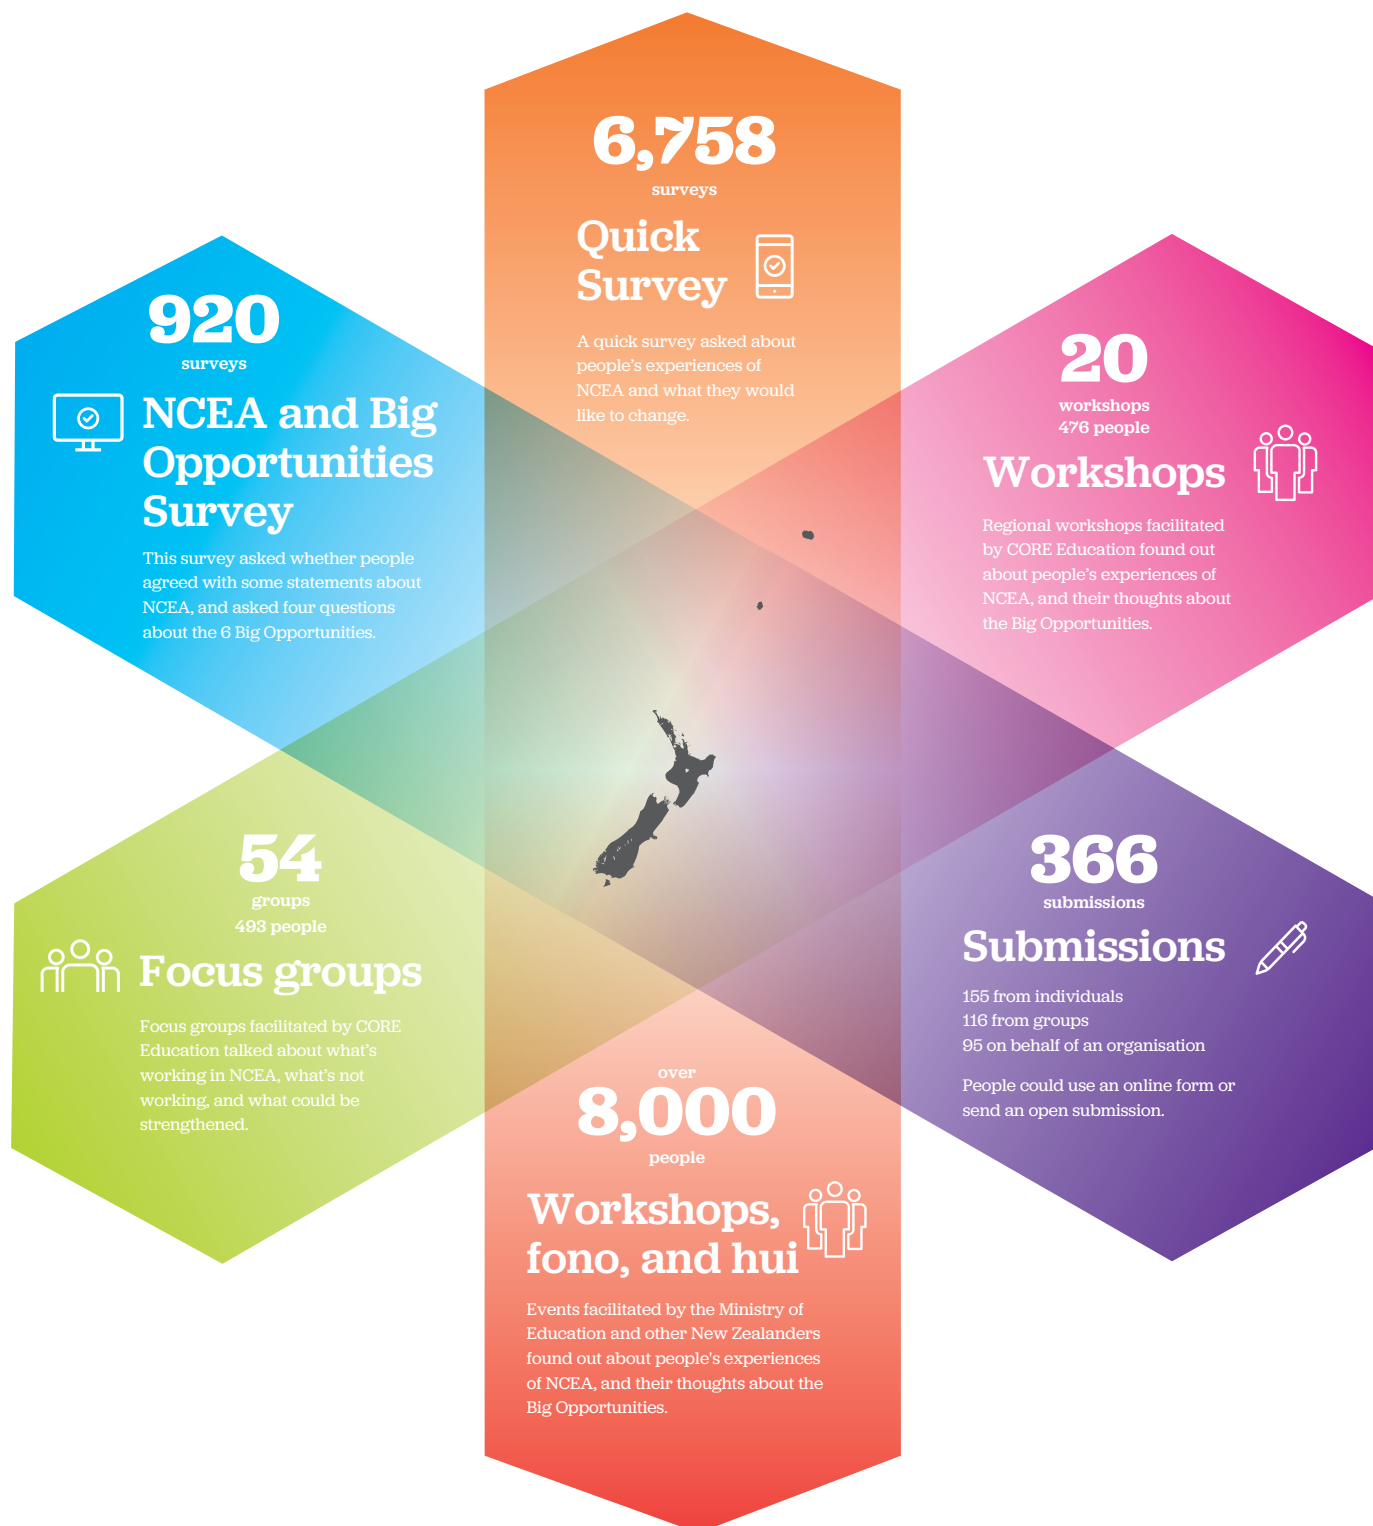 6,758
surveys
Quick
Survey
A quick survey asked about
people's experiences of
NCEA and what they would
like to change.
920
surveys
NCEA and Big
Opportunities
Survey
This survey asked whether people
agreed with some statements about
NCEA, and asked four questions
about the 6 Big Opportunities.
20
workshops
476 people
Workshops
Regional workshops facilitated
by CORE Education found out
about people's experiences of
NCEA, and their thoughts about
the Big Opportunities.
54
groups
493 people
Focus groups
Focus groups facilitated by CORE
Education talked about what's
working in NCEA, what's not
working, and what could be
strengthened.
366
submissions
Submissions
155 from individuals
116 from groups
95 on behalf of an organisation
People could use an online form or
send an open submission.
over
8,000
people
Workshops,
fono, and hui
Events facilitated by the Ministry of
Education and other New Zealanders
found out about people's experiences
of NCEA, and their thoughts about the
Big Opportunities.